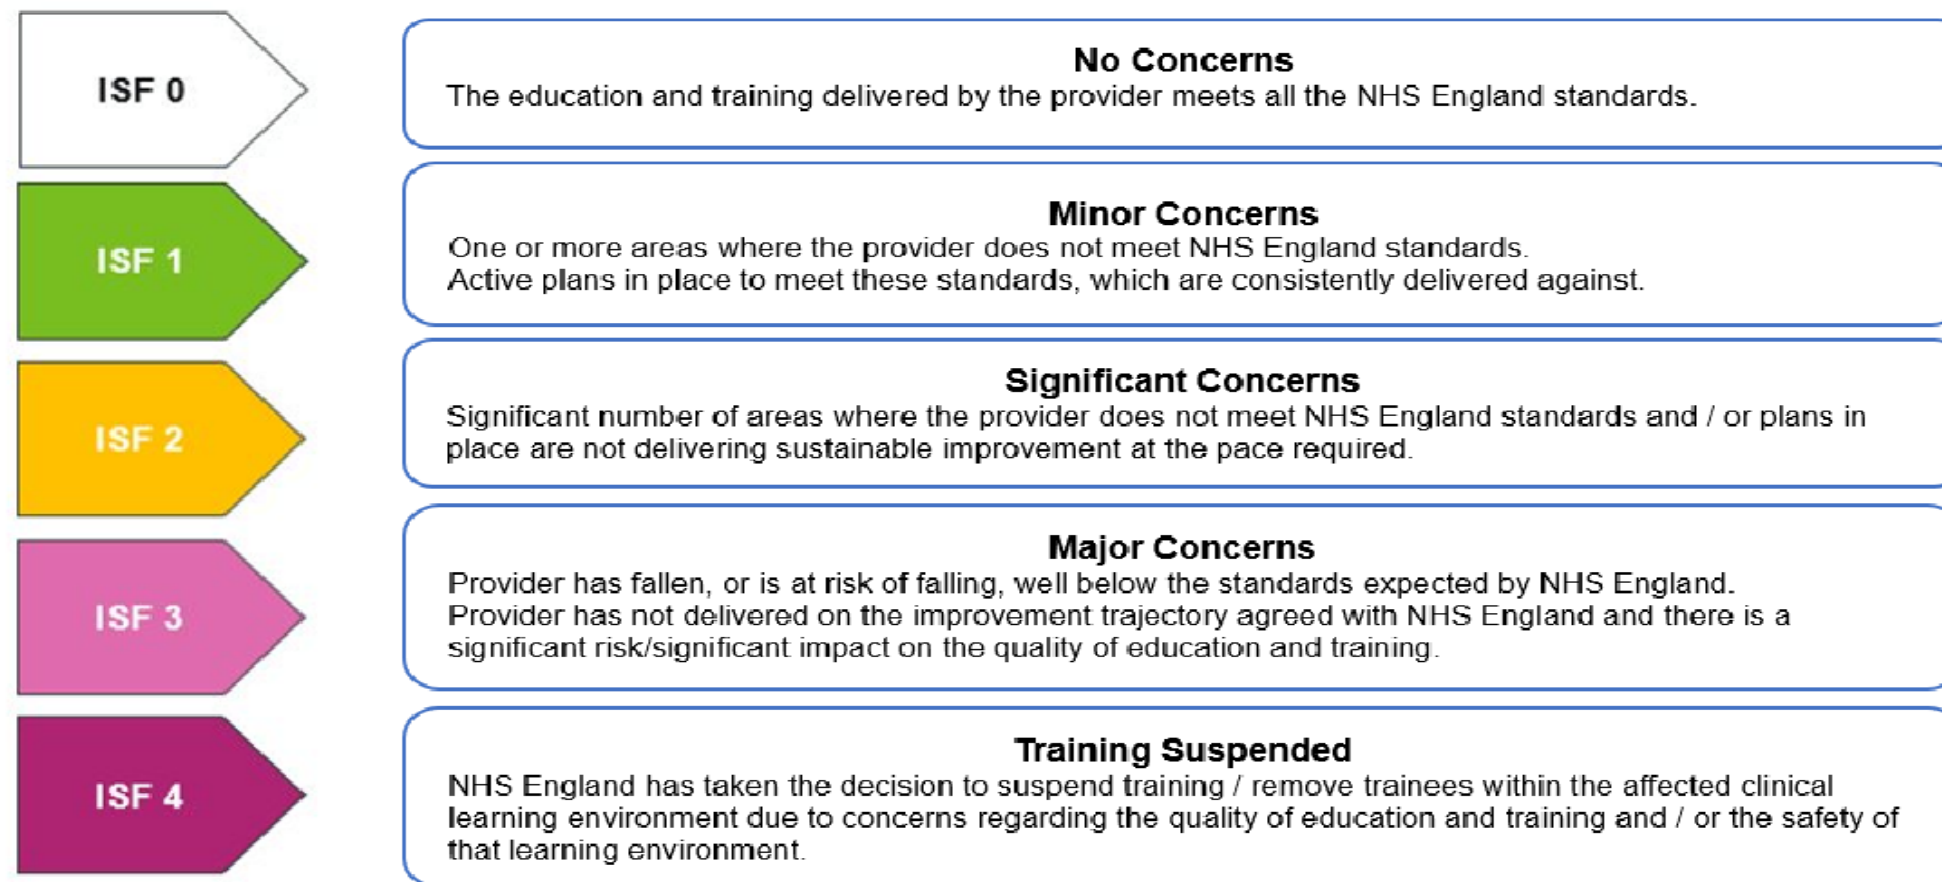 ISF 0
No Concerns
The education and training delivered by the provider meets all the NHS England standards.
ISF 1
Minor Concerns
One or more areas where the provider does not meet NHS England standards.
Active plans in place to meet these standards, which are consistently delivered against.
ISF 2
Significant Concerns
Significant number of areas where the provider does not meet NHS England standards and / or plans in
place are not delivering sustainable improvement at the pace required.
ISF 3
Major Concerns
Provider has fallen, or is at risk of falling, well below the standards expected by NHS England.
Provider has not delivered on the improvement trajectory agreed with NHS England and there is a
significant risk/significant impact on the quality of education and training.
ISF 4
Training Suspended
NHS England has taken the decision to suspend training / remove trainees within the affected clinical
learning environment due to concerns regarding the quality of education and training and / or the safety of
that learning environment.